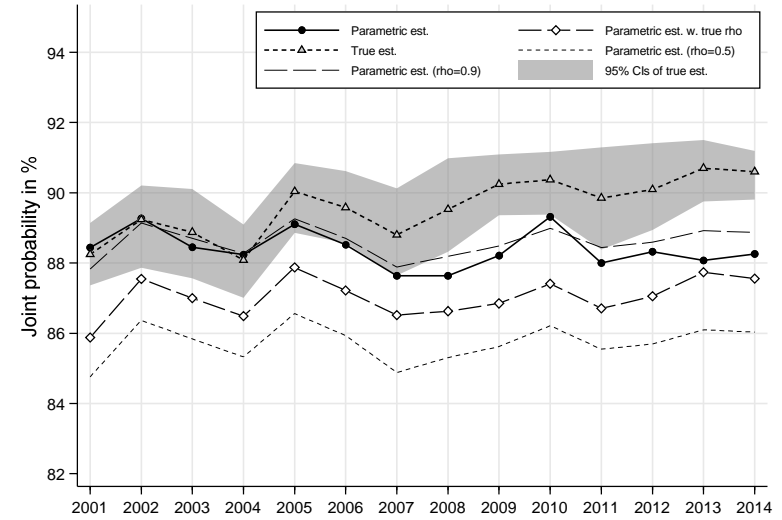 Parametric est.
Parametric est. w. true rho
True est.
Parametric est. (rho=0.5)
Parametric est. (rho=0.9)
95% CIs of true est.
Joint probability in %
94
92
90
88
86
84
82
2001 2002 2003 2004 2005 2006 2007 2008 2009 2010 2011 2012 2013 2014